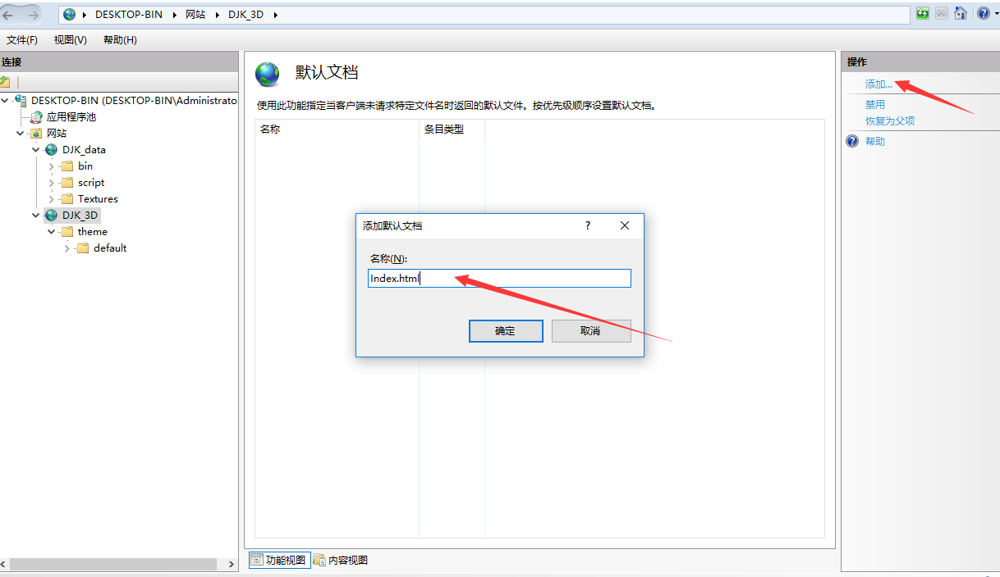 DESKTOP-BIN 网站 DJK_3D
文件(F) 视图(V) 帮助(H)
连接
DESKTOP-BIN (DESKTOP-BIN\Administrato
应用程序池
网站
DJK_data
bin
script
Textures
DJK_3D
theme
default
默认文档
使用此功能指定当客户端未请求特定文件名时返回的默认文件。按优先级顺序设置默认文档。
名称 条目类型
添加默认文档 ?
名称(N):
Index.html
确定 取消
功能视图 内容视图
操作
添加...
禁用
恢复为父项
帮助